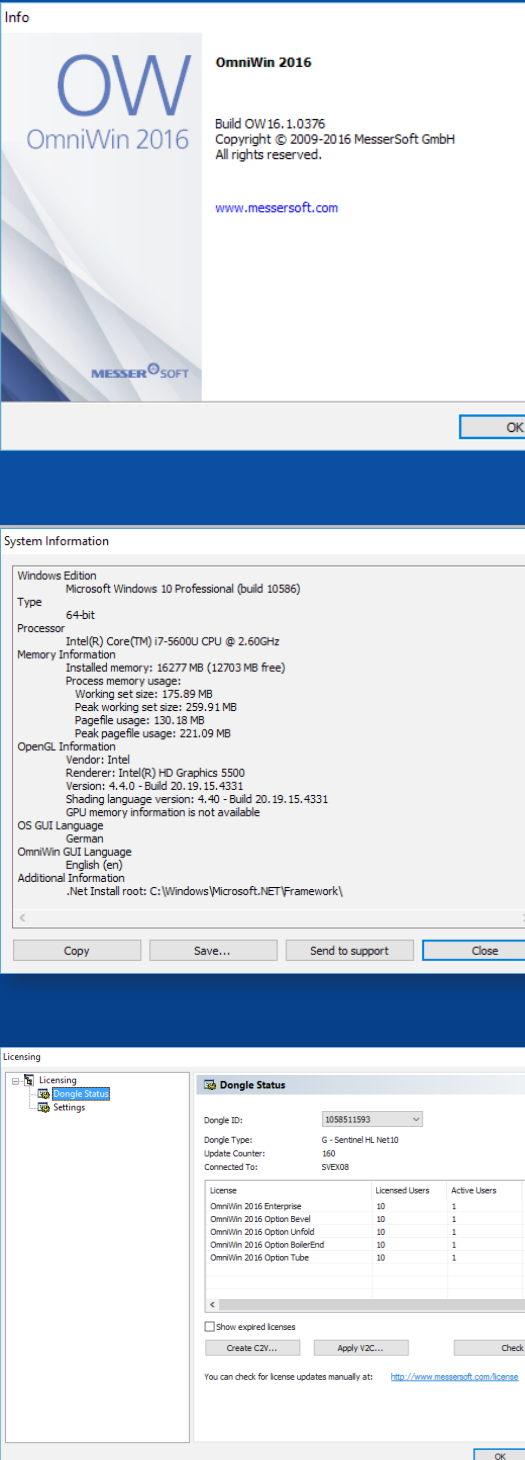 Info
OW
OmniWin 2016
MESSER SOFT
OmniWin 2016
Build OW16.1.0376
Copyright © 2009-2016 MesserSoft GmbH
All rights reserved.
www.messersoft.com
OK
System Information
Windows Edition
Microsoft Windows 10 Professional (build 10586)
Type
64-bit
Processor
Intel(R) Core(TM) i7-5600U CPU @ 2.60GHz
Memory Information
Installed memory: 16277 MB (12703 MB free)
Process memory usage:
Working set size: 175.89 MB
Peak working set size: 259.91 MB
Pagefile usage: 130.18 MB
Peak pagefile usage: 221.09 MB
OpenGL Information
Vendor: Intel
Renderer: Intel(R) HD Graphics 5500
Version: 4.4.0 - Build 20.19.15.4331
Shading language version: 4.40 - Build 20.19.15.4331
GPU memory information is not available
OS GUI Language
German
OmniWin GUI Language
English (en)
Additional Information
.Net Install root: C:\Windows\Microsoft.NET\Framework\
Copy Save... Send to support Close
Licensing
Licensing
Dongle Status
Settings
Dongle Status
Dongle ID: 1058511593
Dongle Type: G - Sentinel HL Net10
Update Counter: 160
Connected To: SVEX08
License Licensed Users Active Users
OmniWin 2016 Enterprise 10 1
OmniWin 2016 Option Bevel 10 1
OmniWin 2016 Option Unfold 10 1
OmniWin 2016 Option BoilerEnd 10 1
OmniWin 2016 Option Tube 10 1
Show expired licenses
Create C2V... Apply V2C... Check
You can check for license updates manually at: http://www.messersoft.com/license
OK